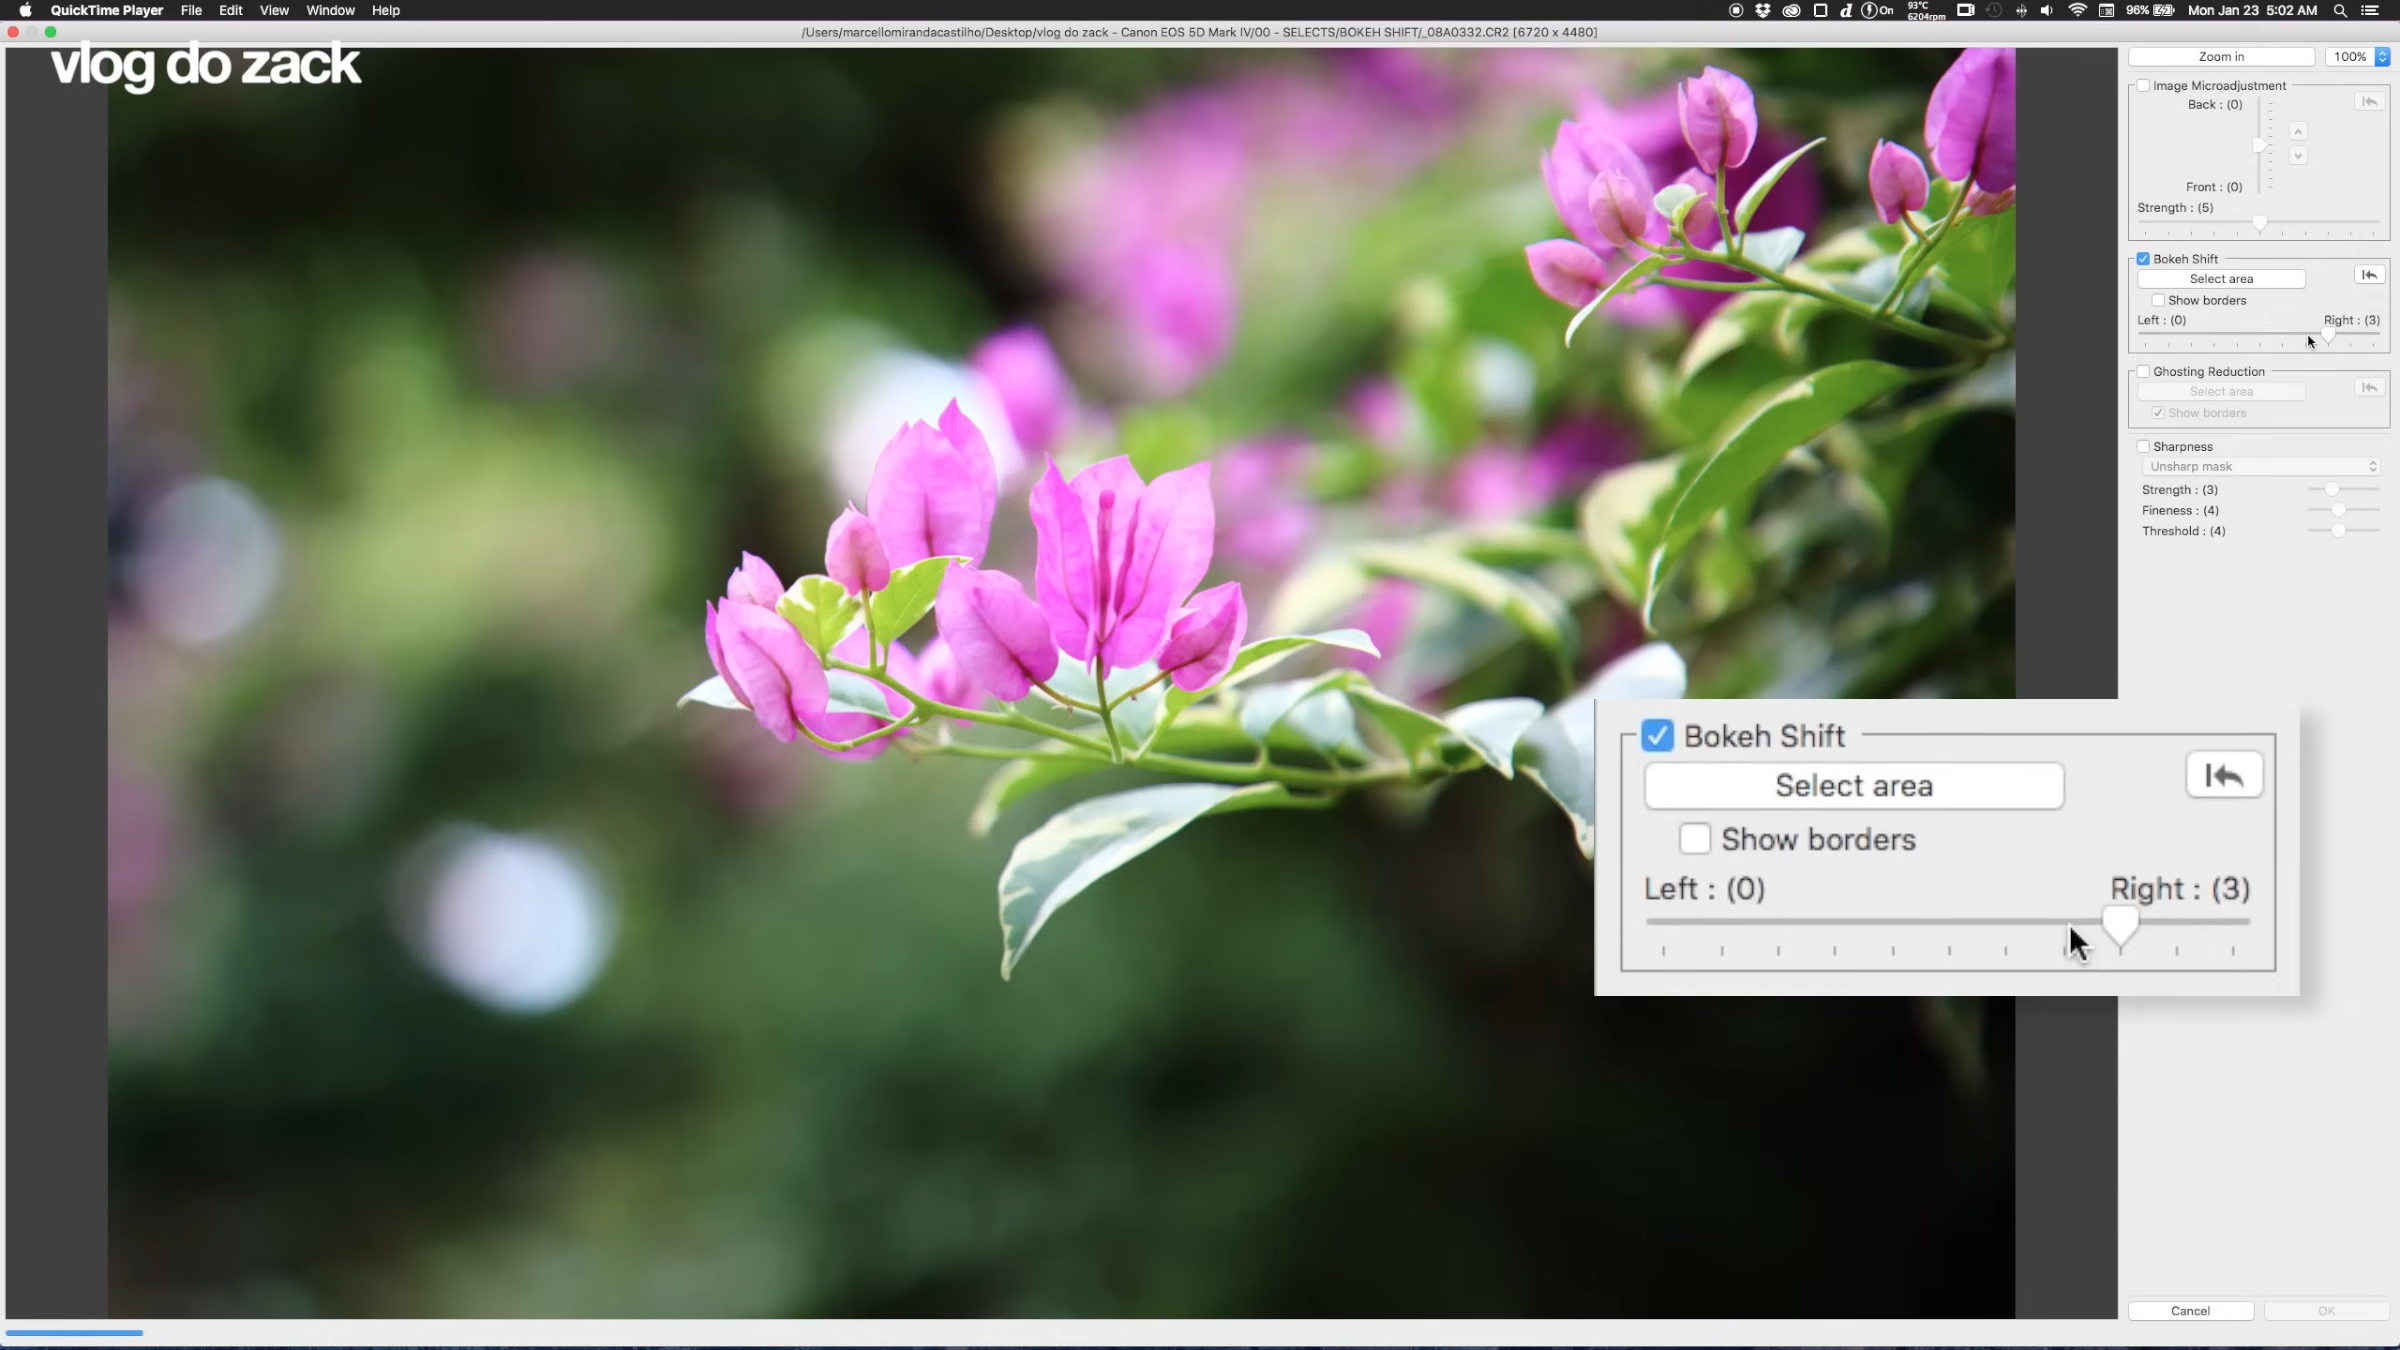 QuickTime Player File Edit View Window Help
On 93°C 6204rpm 96% Mon Jan 23 5:02 AM
/Users/marcellomirandacastilho/Desktop/vlog do zack - Canon EOS 5D Mark IV/00 - SELECTS/BOKEH SHIFT/_08A0332.CR2 [6720 x 4480]
vlog do zack
Zoom in 100%
Image Microadjustment
Back : (0)
Front : (0)
Strength : (5)
Bokeh Shift
Select area
Show borders
Left : (0) Right : (3)
Ghosting Reduction
Select area
Show borders
Sharpness
Unsharp mask
Strength : (3)
Fineness : (4)
Threshold : (4)
Bokeh Shift
Select area
Show borders
Left : (0) Right : (3)
Cancel OK